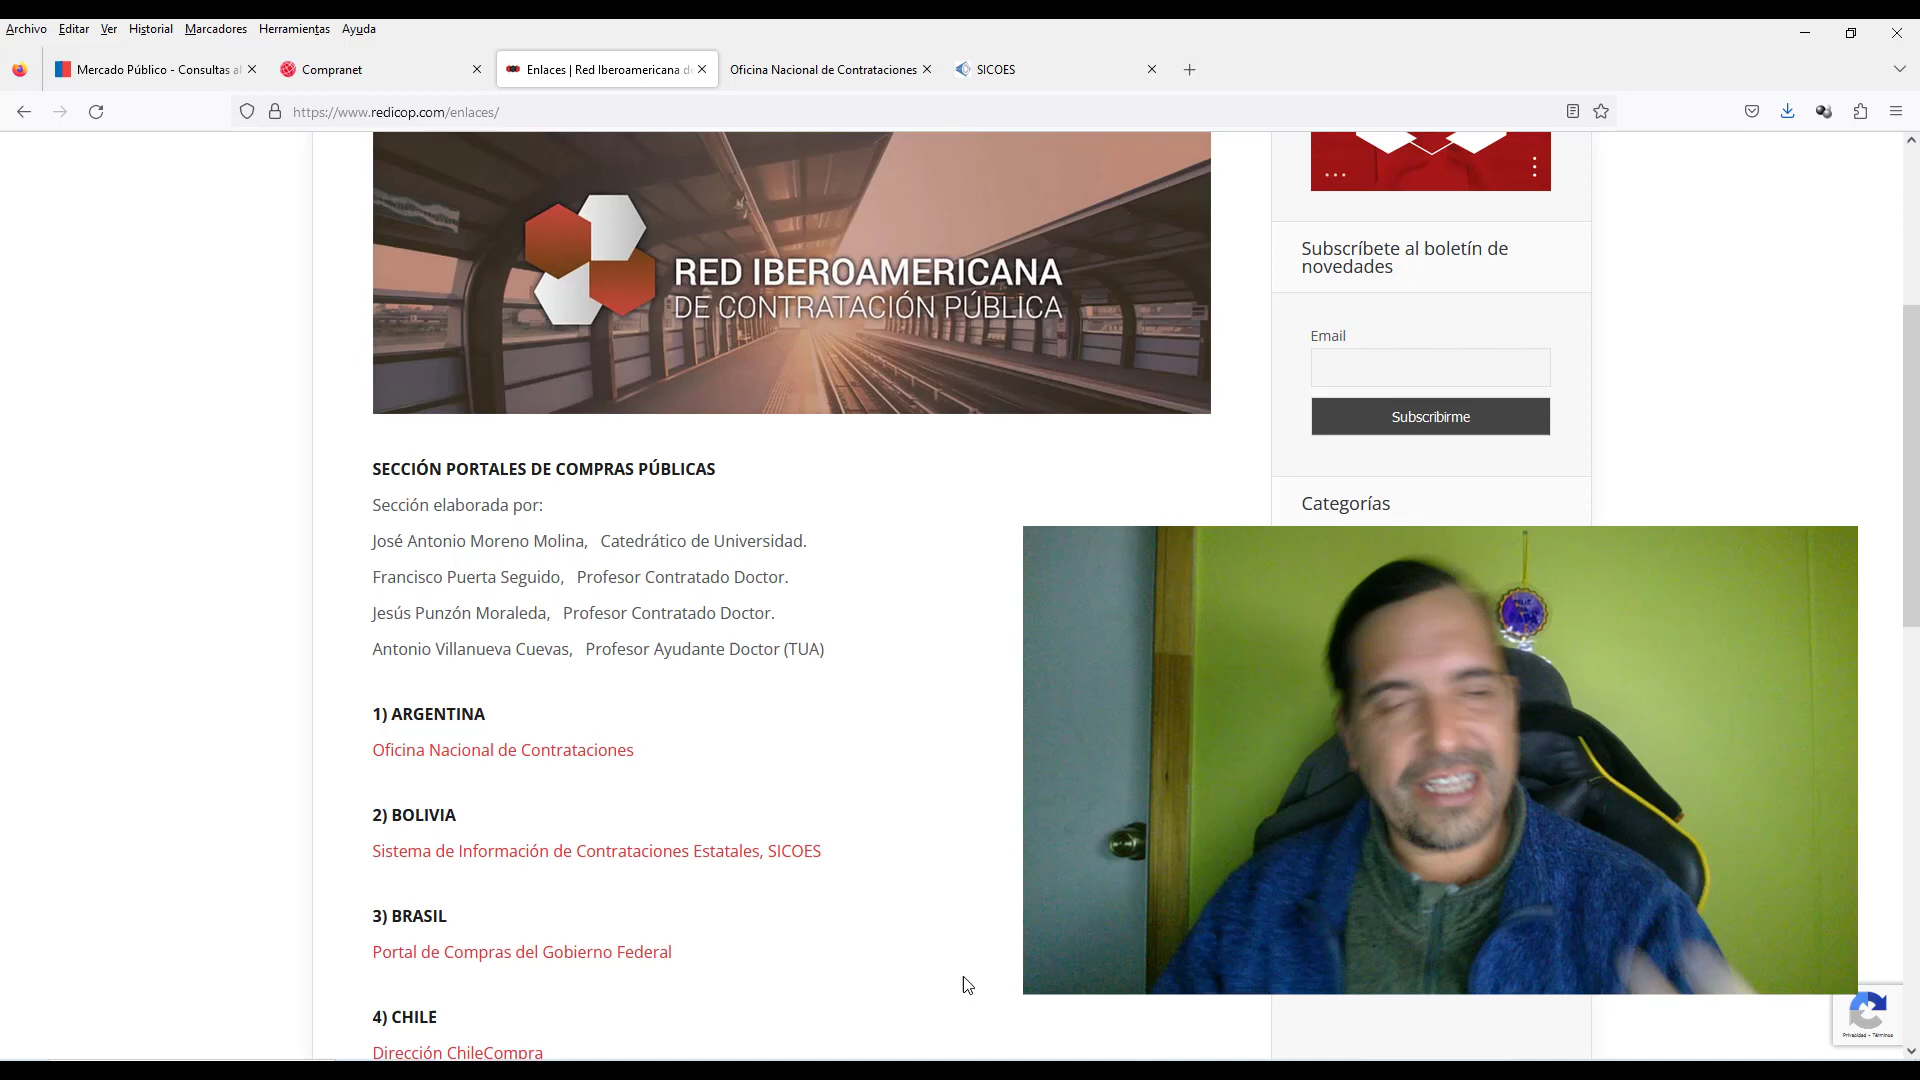 Archivo Editar Ver Historial Marcadores Herramientas Ayuda
Mercado Público - Consultas al
Compranet
Enlaces | Red Iberoamericana de
Oficina Nacional de Contrataciones
SICOES
https://www.redicop.com/enlaces/
RED IBEROAMERICANA
DE CONTRATACIÓN PÚBLICA
SECCIÓN PORTALES DE COMPRAS PÚBLICAS
Sección elaborada por:
José Antonio Moreno Molina, Catedrático de Universidad.
Francisco Puerta Seguido, Profesor Contratado Doctor.
Jesús Punzón Moraleda, Profesor Contratado Doctor.
Antonio Villanueva Cuevas, Profesor Ayudante Doctor (TUA)
1) ARGENTINA
Oficina Nacional de Contrataciones
2) BOLIVIA
Sistema de Información de Contrataciones Estatales, SICOES
3) BRASIL
Portal de Compras del Gobierno Federal
4) CHILE
Dirección ChileCompra
Subscríbete al boletín de
novedades
Email
Subscribirme
Categorías
Privacidad - Términos